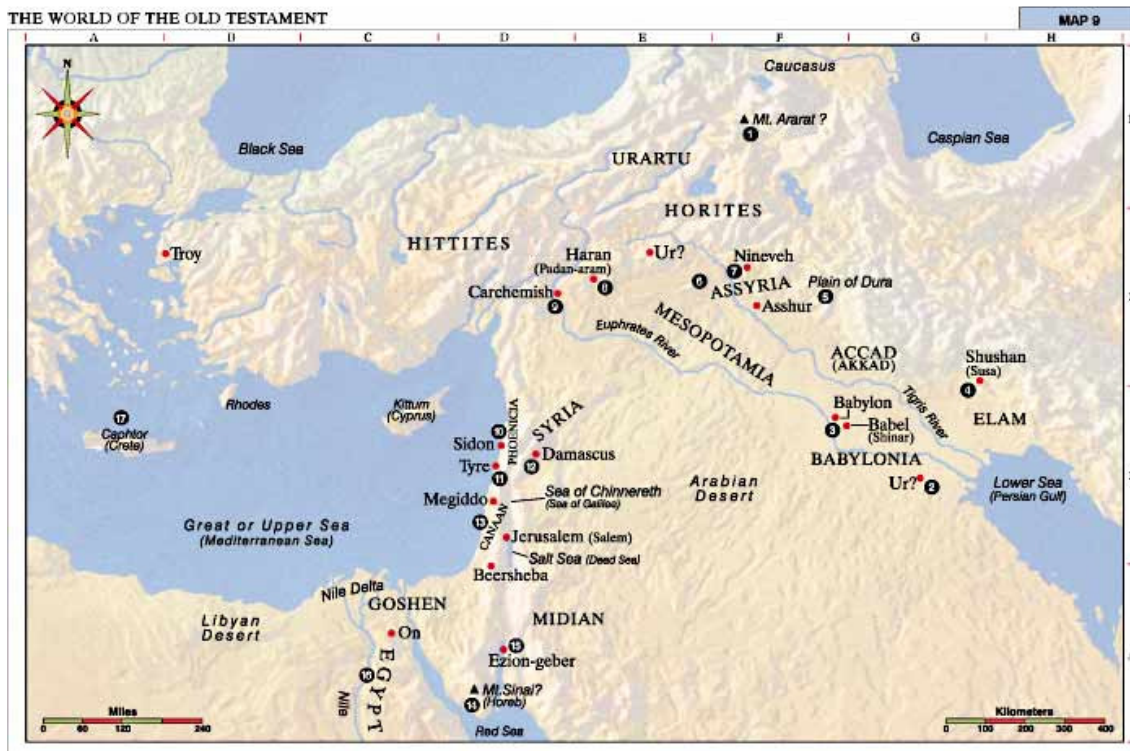 THE WORLD OF THE OLD TESTAMENT
MAP 9
A B C D E F G H
N
Caucasus
Mt. Ararat ?
1
Caspian Sea
Black Sea
URARTU
HORITES
HITTITES
Troy
Haran
(Padan-aram)
8
Ur?
Nineveh
7
6
ASSYRIA
Plain of Dura
5
Carchemish
9
Asshur
MESOPOTAMIA
Euphrates River
ACCAD
(AKKAD)
Shushan
(Susa)
4
ELAM
Tigris River
Babylon
Babel
(Shinar)
3
BABYLONIA
Ur?
2
Lower Sea
(Persian Gulf)
Arabian
Desert
17
Caphtor
(Crete)
Rhodes
Kittum
(Cyprus)
10
PHOENICIA
SYRIA
Sidon
Tyre
11
Damascus
12
Megiddo
Sea of Chinnereth
(Sea of Galilee)
13
CANAAN
Jerusalem (Salem)
Salt Sea (Dead Sea)
Beersheba
Great or Upper Sea
(Mediterranean Sea)
Nile Delta
GOSHEN
Libyan
Desert
On
MIDIAN
15
Ezion-geber
16
EGYPT
Nile
Mt. Sinai?
(Horeb)
14
Red Sea
Miles
0 60 120 180 240
Kilometers
0 100 200 300 400